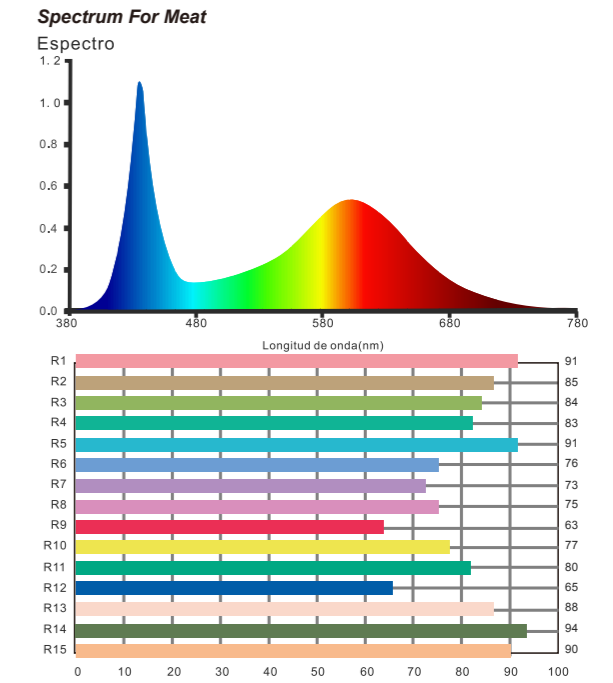 Spectrum For Meat
Espectro
1.2
1.0
0.8
0.6
0.4
0.2
0.0
380 480 580 680 780
Longitud de onda(nm)
R1 91
R2 85
R3 84
R4 83
R5 91
R6 76
R7 73
R8 75
R9 63
R10 77
R11 80
R12 65
R13 88
R14 94
R15 90
0 10 20 30 40 50 60 70 80 90 100